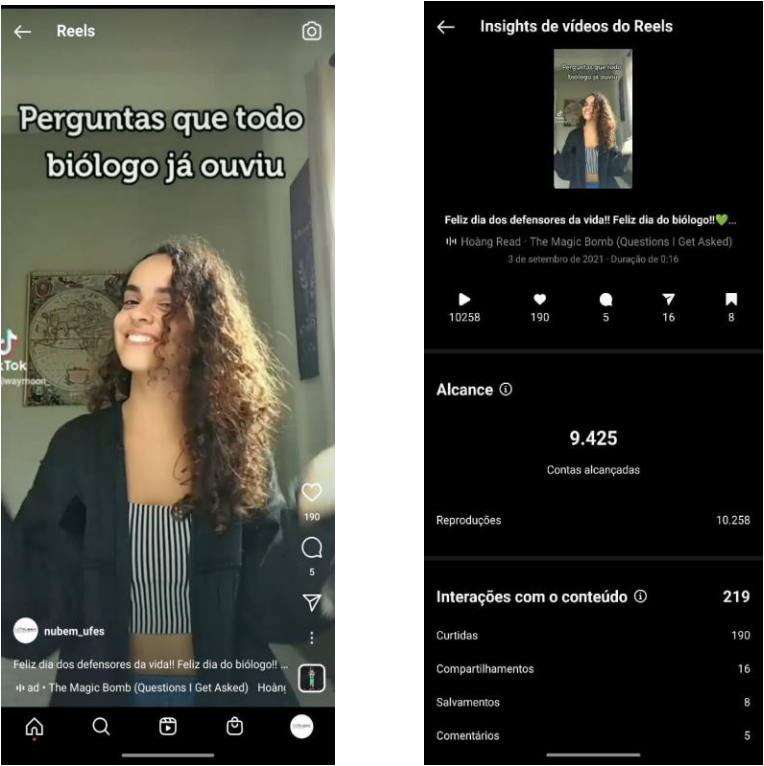 Reels
Perguntas que todo
biólogo já ouviu
kTok
waymoon_
190
5
nubem_ufes
Feliz dia dos defensores da vida!! Feliz dia do biólogo!! ...
ad • The Magic Bomb (Questions I Get Asked) Hoàng
Insights de vídeos do Reels
Perguntas que todo
biólogo já ouviu
Feliz dia dos defensores da vida!! Feliz dia do biólogo!!💚...
Hoàng Read · The Magic Bomb (Questions I Get Asked)
3 de setembro de 2021 · Duração de 0:16
10258 190 5 16 8
Alcance
9.425
Contas alcançadas
Reproduções 10.258
Interações com o conteúdo 219
Curtidas 190
Compartilhamentos 16
Salvamentos 8
Comentários 5